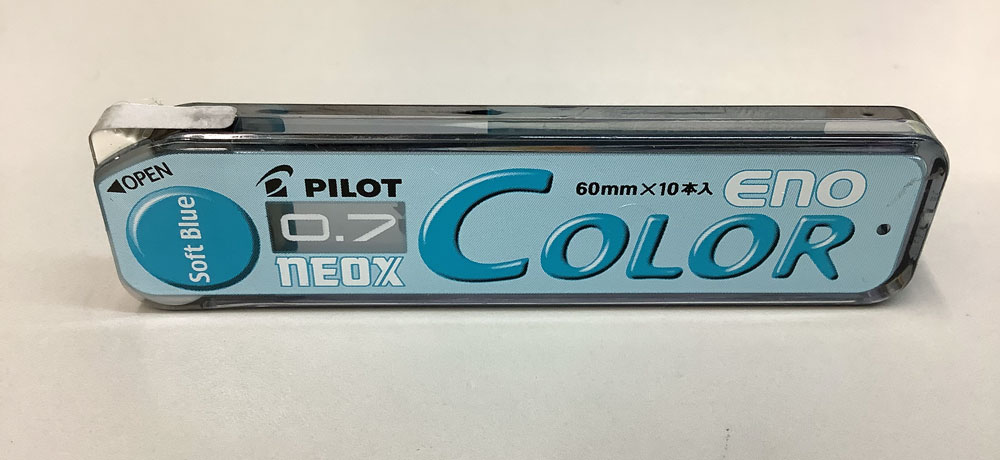 ◀OPEN
Soft Blue
PILOT
0.7
neox
COLOR
60mm×10本入
eno